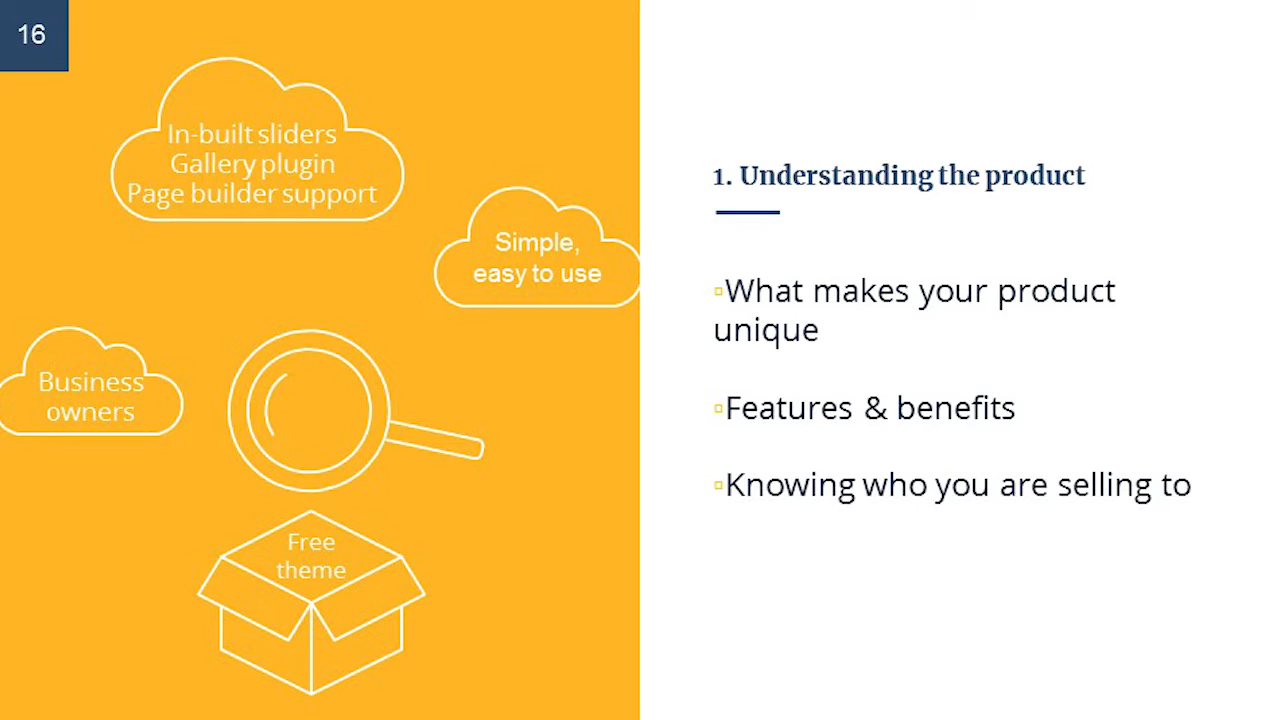 16
In-built sliders
Gallery plugin
Page builder support
Simple,
easy to use
Business
owners
Free
theme
1. Understanding the product
▫What makes your product
unique
▫Features & benefits
▫Knowing who you are selling to